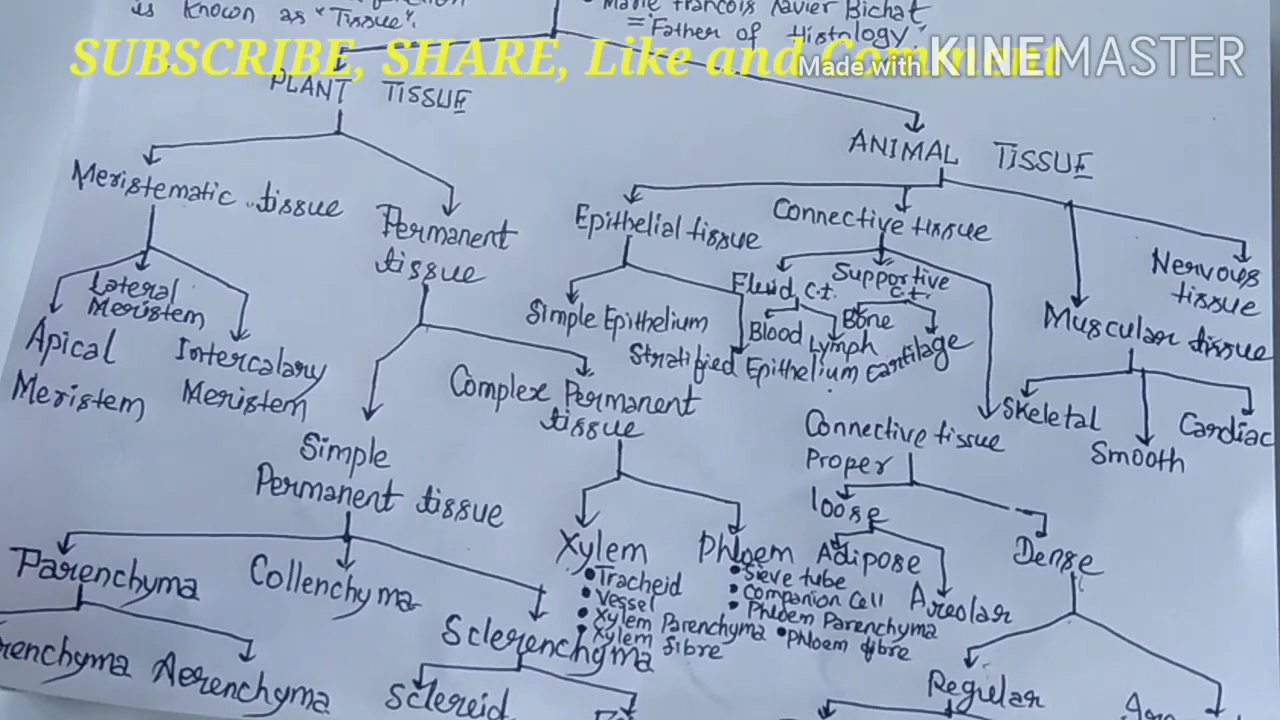 is known as "Tissue".
Marie Francois Xavier Bichat
= Father of Histology.
SUBSCRIBE, SHARE, Like and Comment
Made with KINEMASTER
PLANT TISSUE
ANIMAL TISSUE
Meristematic tissue
Permanent
tissue
Lateral
Meristem
Apical
Meristem
Intercalary
Meristem
Epithelial tissue
Connective tissue
Nervous
tissue
Muscular tissue
Simple Epithelium
Stratified Epithelium
Fluid c.t.
Supportive
c.t.
Blood
Lymph
Bone
Cartilage
Skeletal
Smooth
Cardiac
Complex Permanent
tissue
Simple
Permanent tissue
Connective tissue
Proper
loose
Dense
Adipose
Areolar
Regular
Xylem
• Tracheid
• Vessel
• Xylem Parenchyma
• Xylem fibre
Phloem
• Sieve tube
• Companion Cell
• Phloem Parenchyma
• Phloem fibre
Parenchyma
Collenchyma
Sclerenchyma
renchyma
Aerenchyma
Sclereid